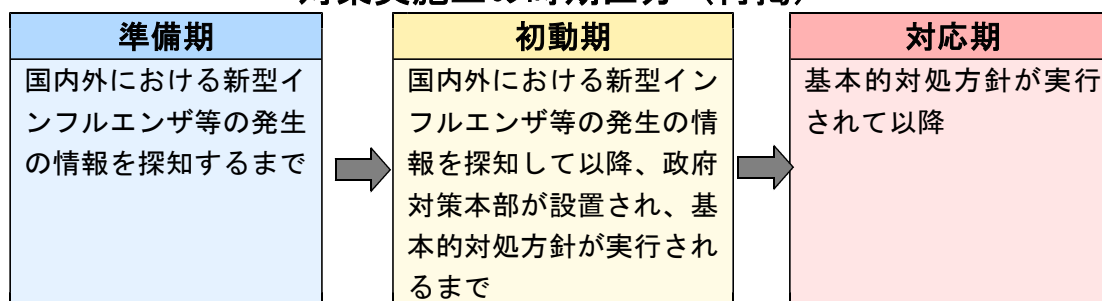 準備期
国内外における新型イ
ンフルエンザ等の発生
の情報を探知するまで
初動期
国内外における新型イン
フルエンザ等の発生の情
報を探知して以降、政府
対策本部が設置され、基
本的対処方針が実行され
るまで
対応期
基本的対処方針が実行
されて以降